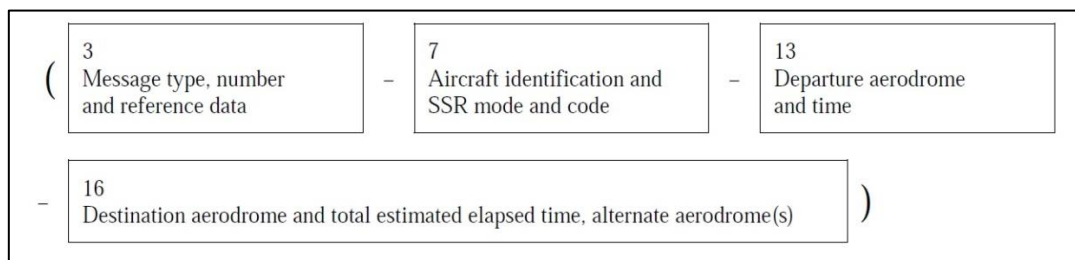 ( 3 – 7 – 13
Message type, number Aircraft identification and Departure aerodrome
and reference data SSR mode and code and time
– 16
Destination aerodrome and total estimated elapsed time, alternate aerodrome(s) )